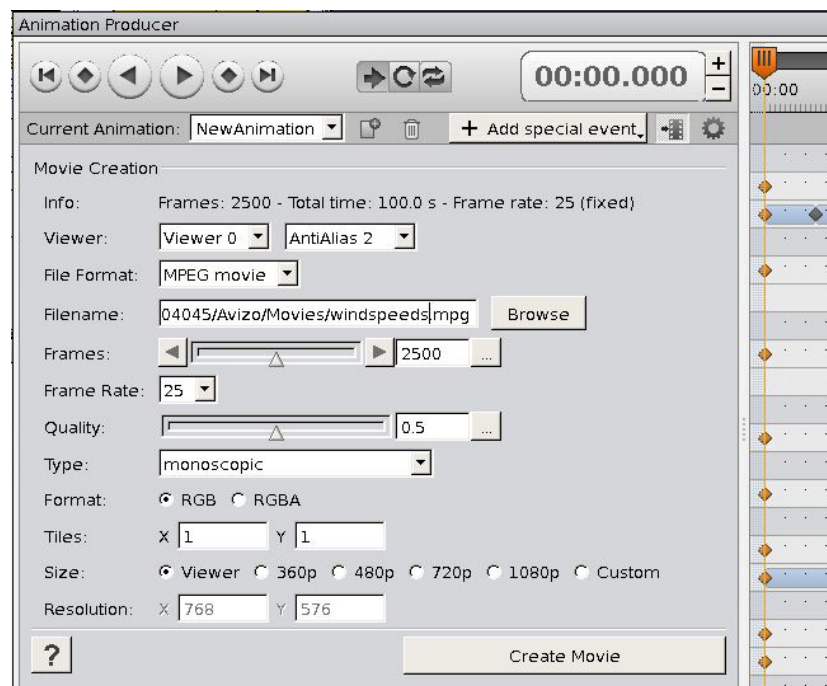 Animation Producer
00:00.000
+
−
00:00
Current Animation: NewAnimation + Add special event
Movie Creation
Info: Frames: 2500 - Total time: 100.0 s - Frame rate: 25 (fixed)
Viewer: Viewer 0 AntiAlias 2
File Format: MPEG movie
Filename: 04045/Avizo/Movies/windspeeds.mpg Browse
Frames: 2500 ...
Frame Rate: 25
Quality: 0.5 ...
Type: monoscopic
Format: RGB RGBA
Tiles: X 1 Y 1
Size: Viewer 360p 480p 720p 1080p Custom
Resolution: X 768 Y 576
? Create Movie